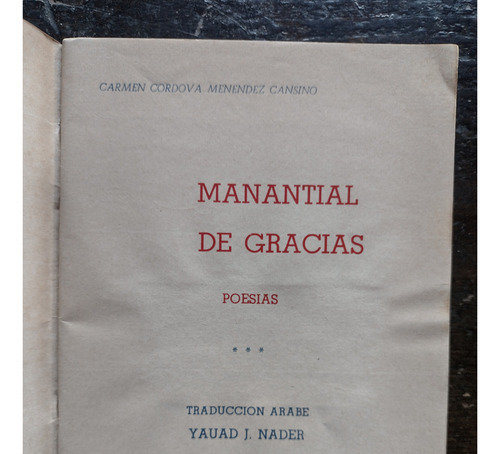 CARMEN CORDOVA MENENDEZ CANSINO
MANANTIAL
DE GRACIAS
POESIAS
* * *
TRADUCCION ARABE
YAUAD J. NADER